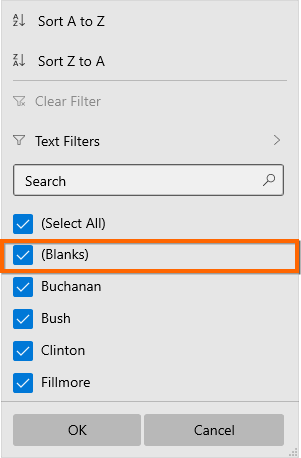 Sort A to Z
Sort Z to A
Clear Filter
Text Filters
Search
(Select All)
(Blanks)
Buchanan
Bush
Clinton
Fillmore
OK Cancel